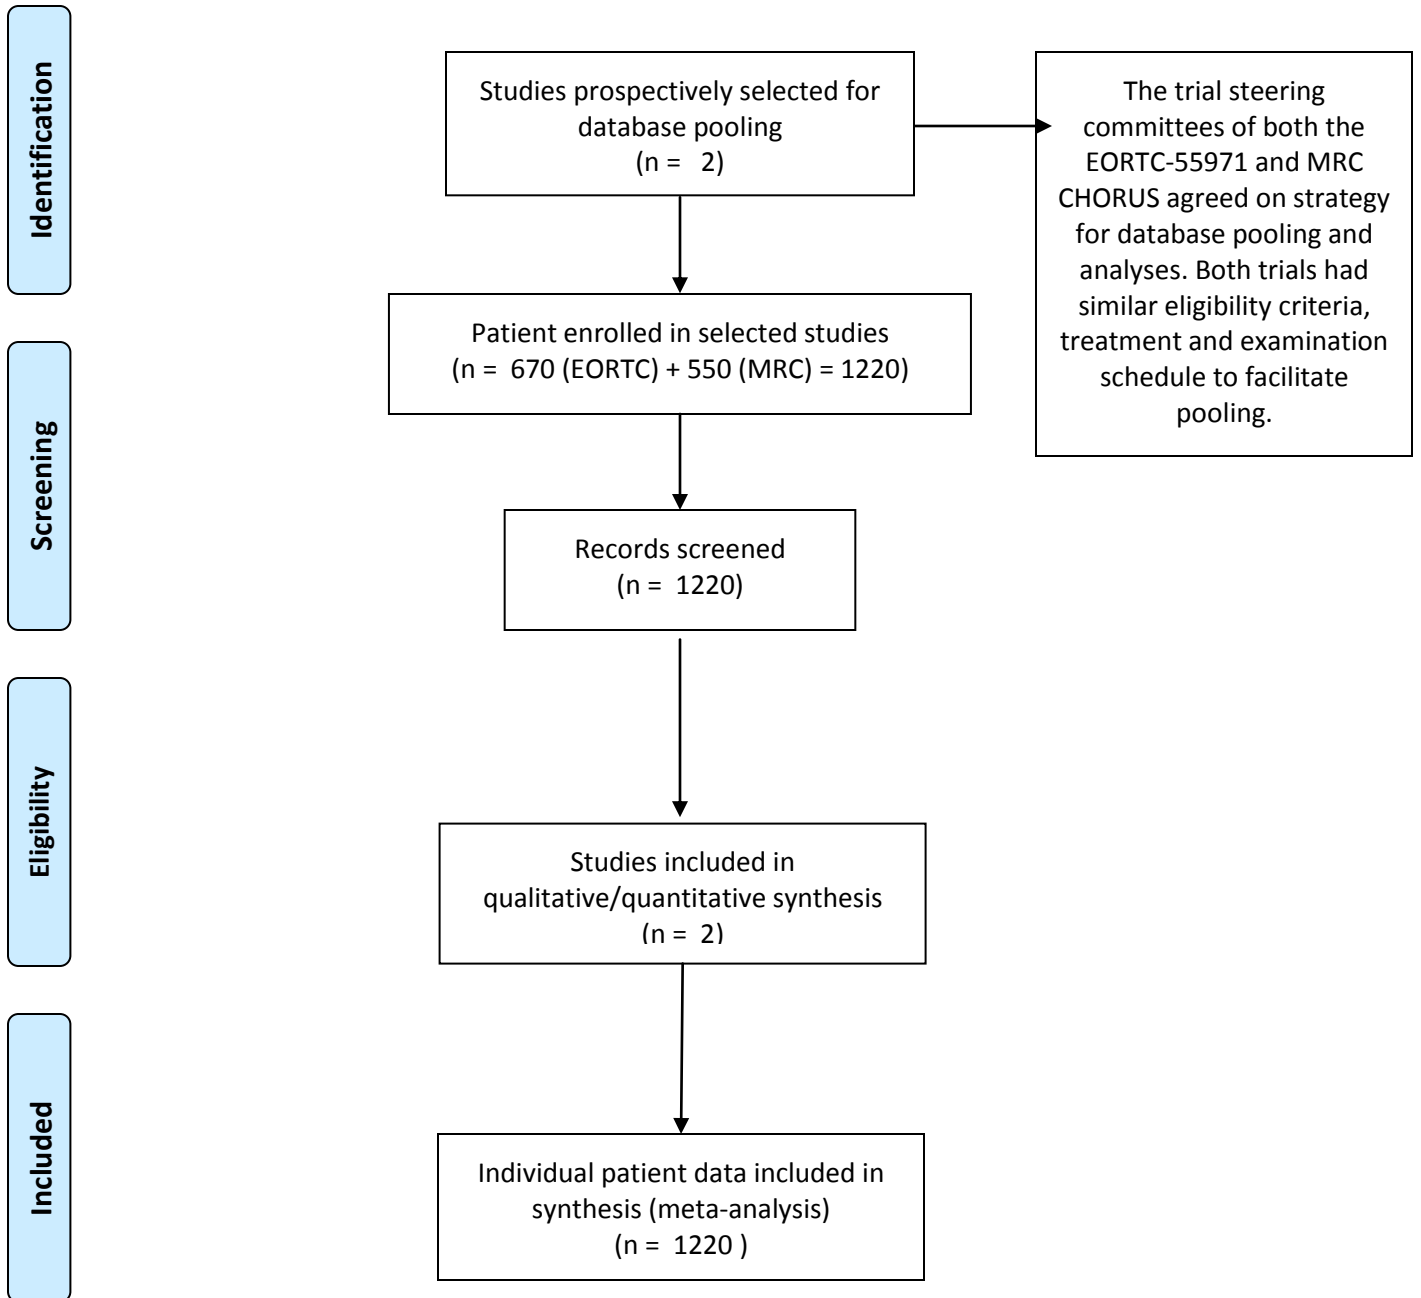 Identification
Studies prospectively selected for
database pooling
(n =   2)
The trial steering
committees of both the
EORTC-55971 and MRC
CHORUS agreed on strategy
for database pooling and
analyses. Both trials had
similar eligibility criteria,
treatment and examination
schedule to facilitate
pooling.
Patient enrolled in selected studies
(n =  670 (EORTC) + 550 (MRC) = 1220)
Screening
Records screened
(n =  1220)
Eligibility
Studies included in
qualitative/quantitative synthesis
(n =  2)
Included
Individual patient data included in
synthesis (meta-analysis)
(n =  1220 )